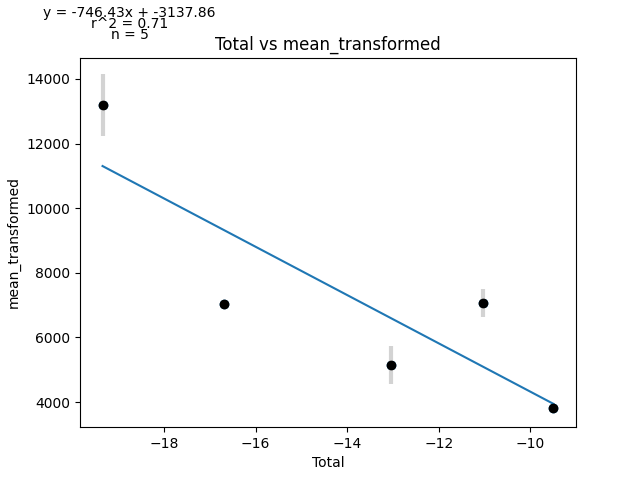 y = -746.43x + -3137.86
r^2 = 0.71
n = 5
Total vs mean_transformed
14000
12000
10000
8000
6000
4000
mean_transformed
−18
−16
−14
−12
−10
Total